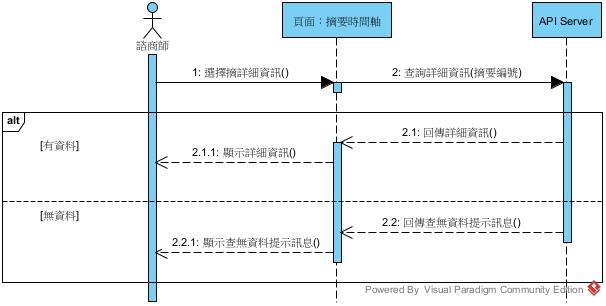 諮商師
頁面：摘要時間軸
API Server
1: 選擇摘詳細資訊()
2: 查詢詳細資訊(摘要編號)
alt
[有資料]
2.1: 回傳詳細資訊()
2.1.1: 顯示詳細資訊()
[無資料]
2.2: 回傳查無資料提示訊息()
2.2.1: 顯示查無資料提示訊息()
Powered By Visual Paradigm Community Edition